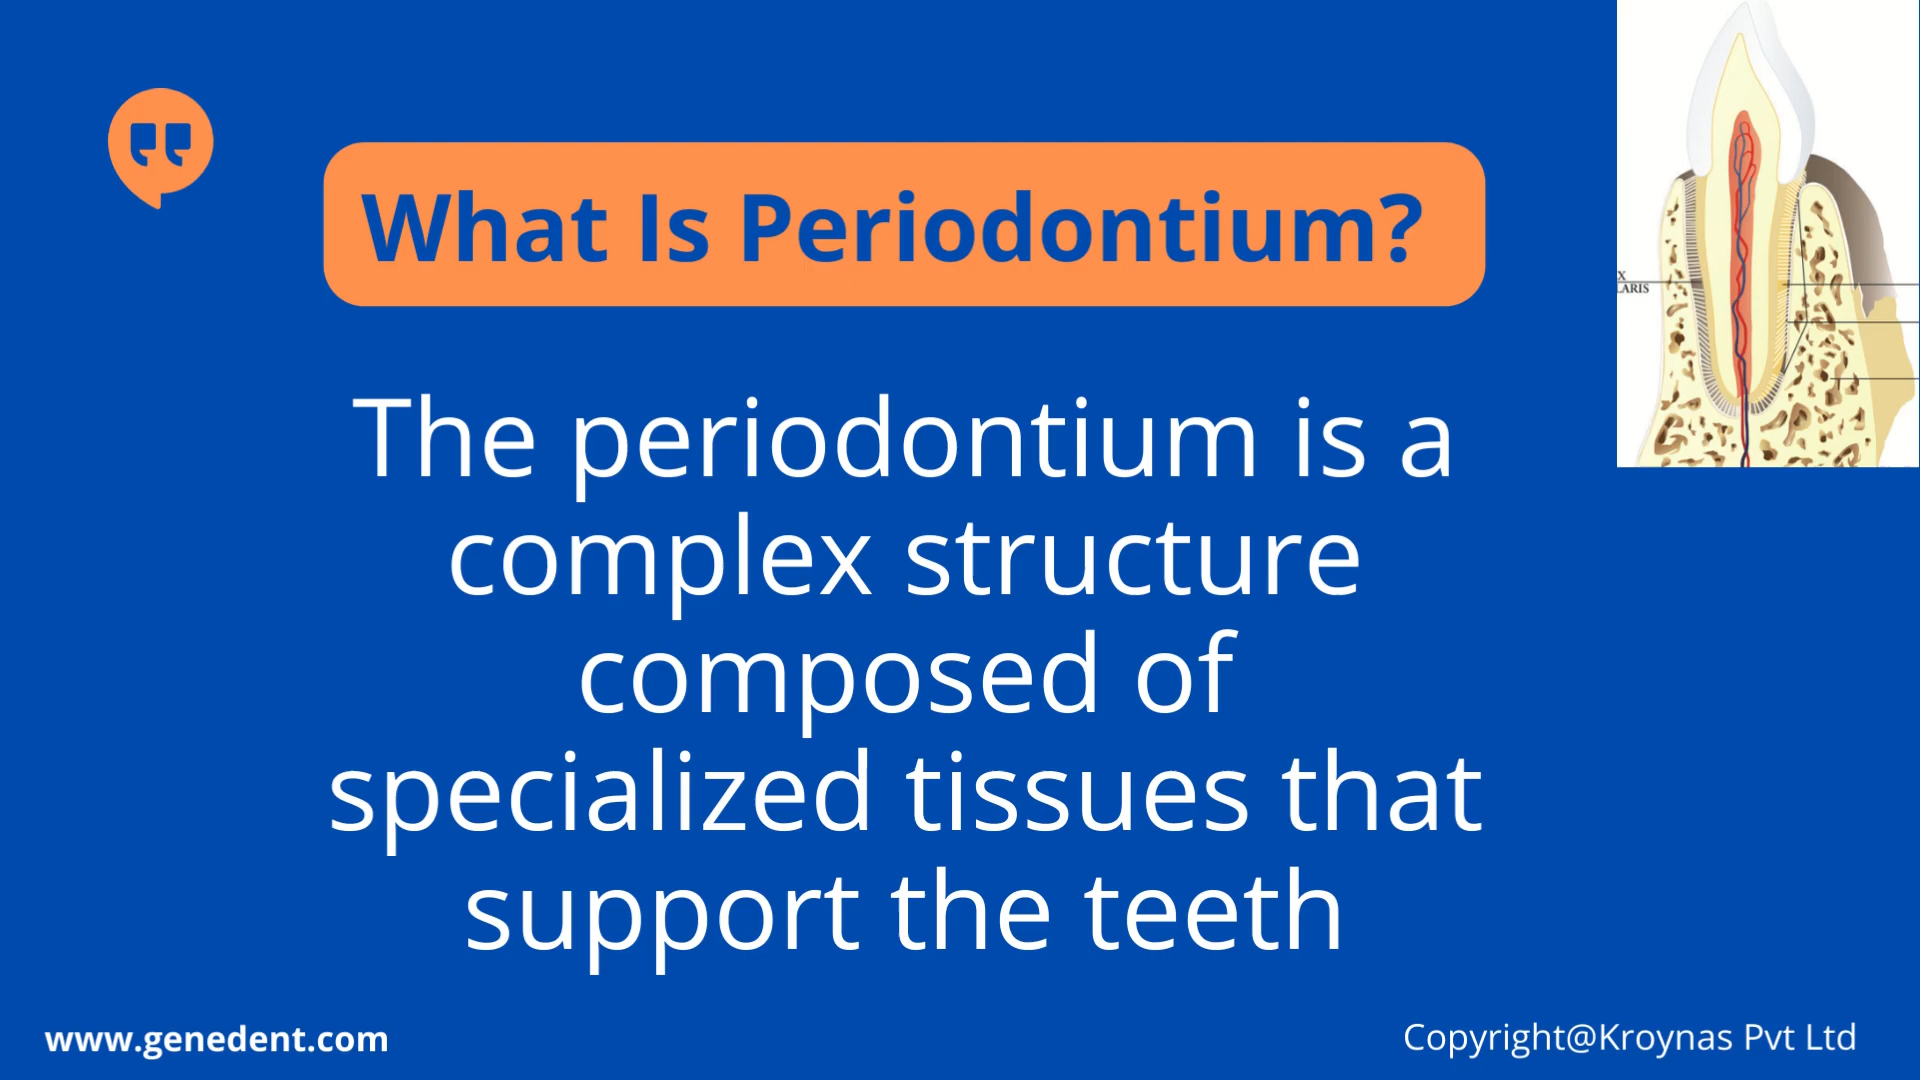 What Is Periodontium?
The periodontium is a
complex structure
composed of
specialized tissues that
support the teeth
X
LARIS
www.genedent.com
Copyright@Kroynas Pvt Ltd